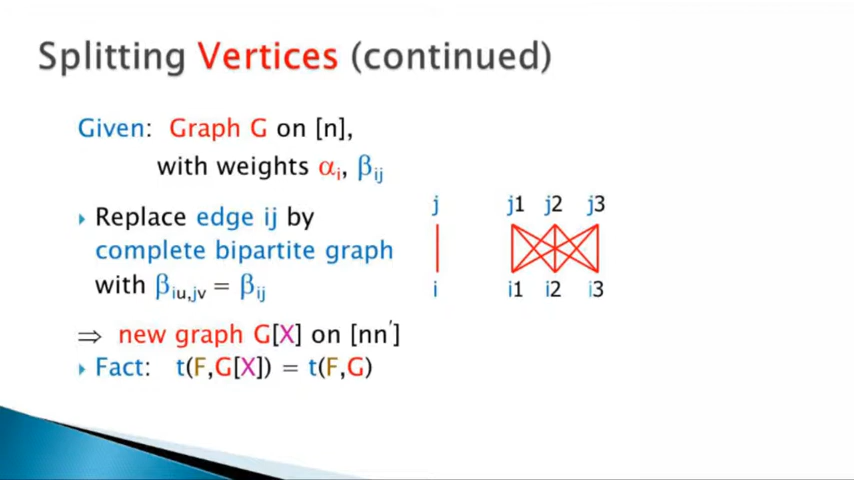 Splitting Vertices (continued)
Given: Graph G on [n],
with weights αi, βij
Replace edge ij by
complete bipartite graph
with βiu,jv = βij
j j1 j2 j3
i i1 i2 i3
⇒ new graph G[X] on [nn′]
Fact: t(F,G[X]) = t(F,G)